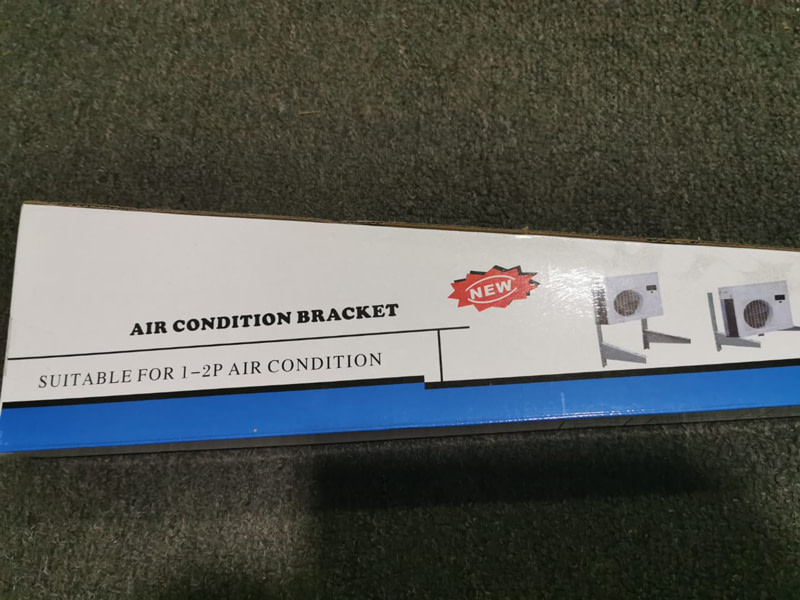 NEW
AIR CONDITION BRACKET
SUITABLE FOR 1-2P AIR CONDITION